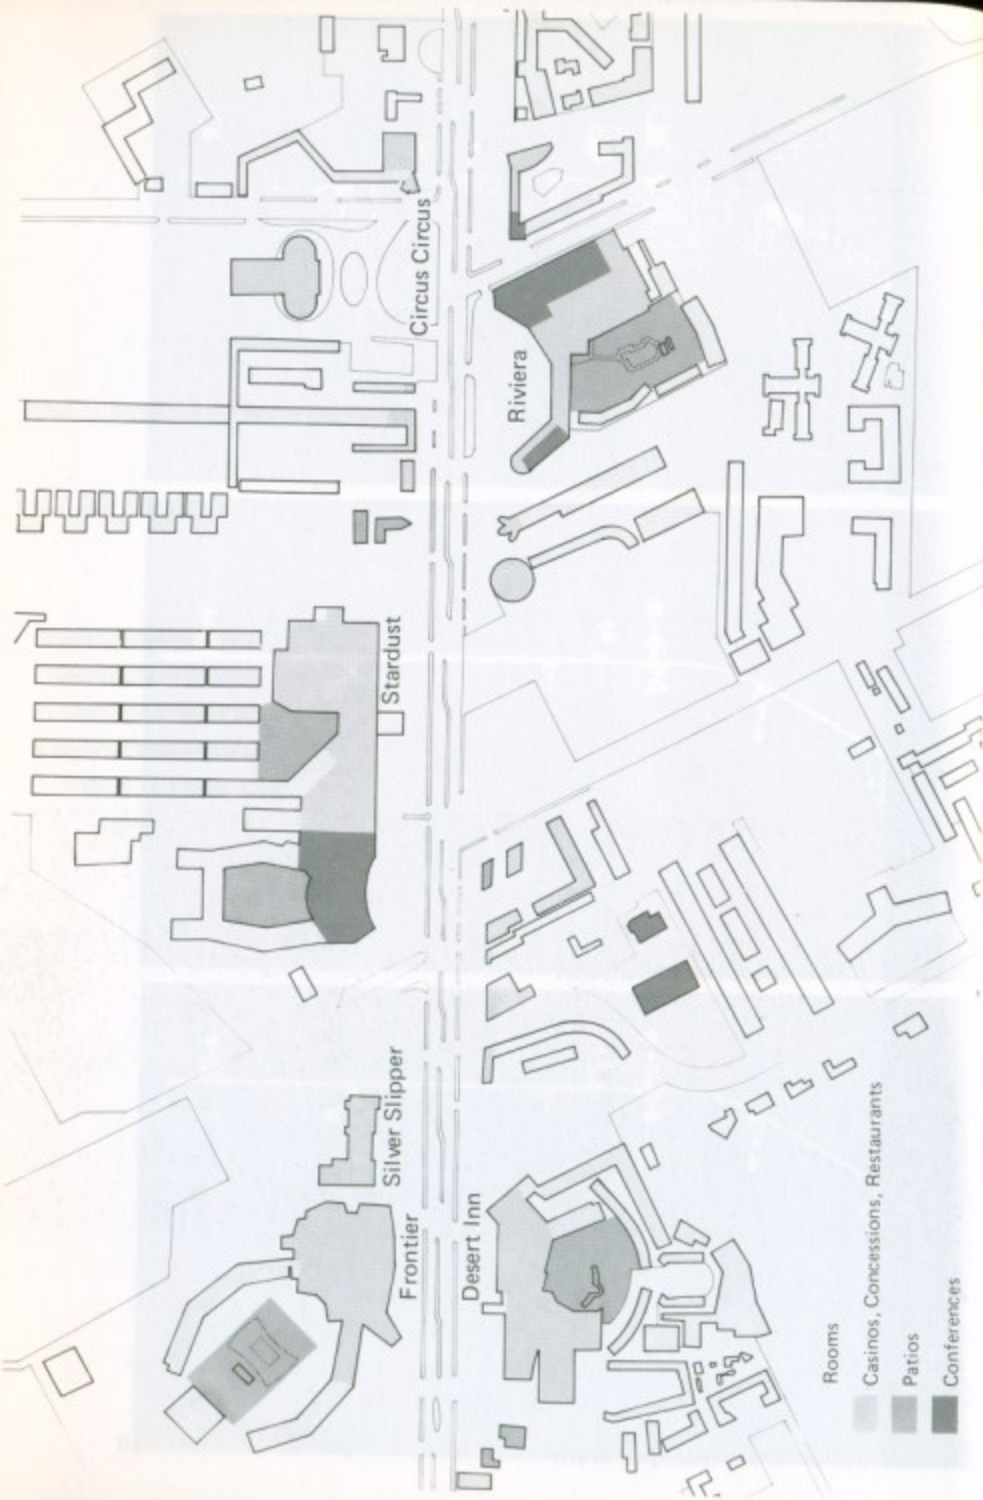 Circus Circus
Riviera
Stardust
Silver Slipper
Frontier
Desert Inn
Rooms
Casinos, Concessions, Restaurants
Patios
Conferences